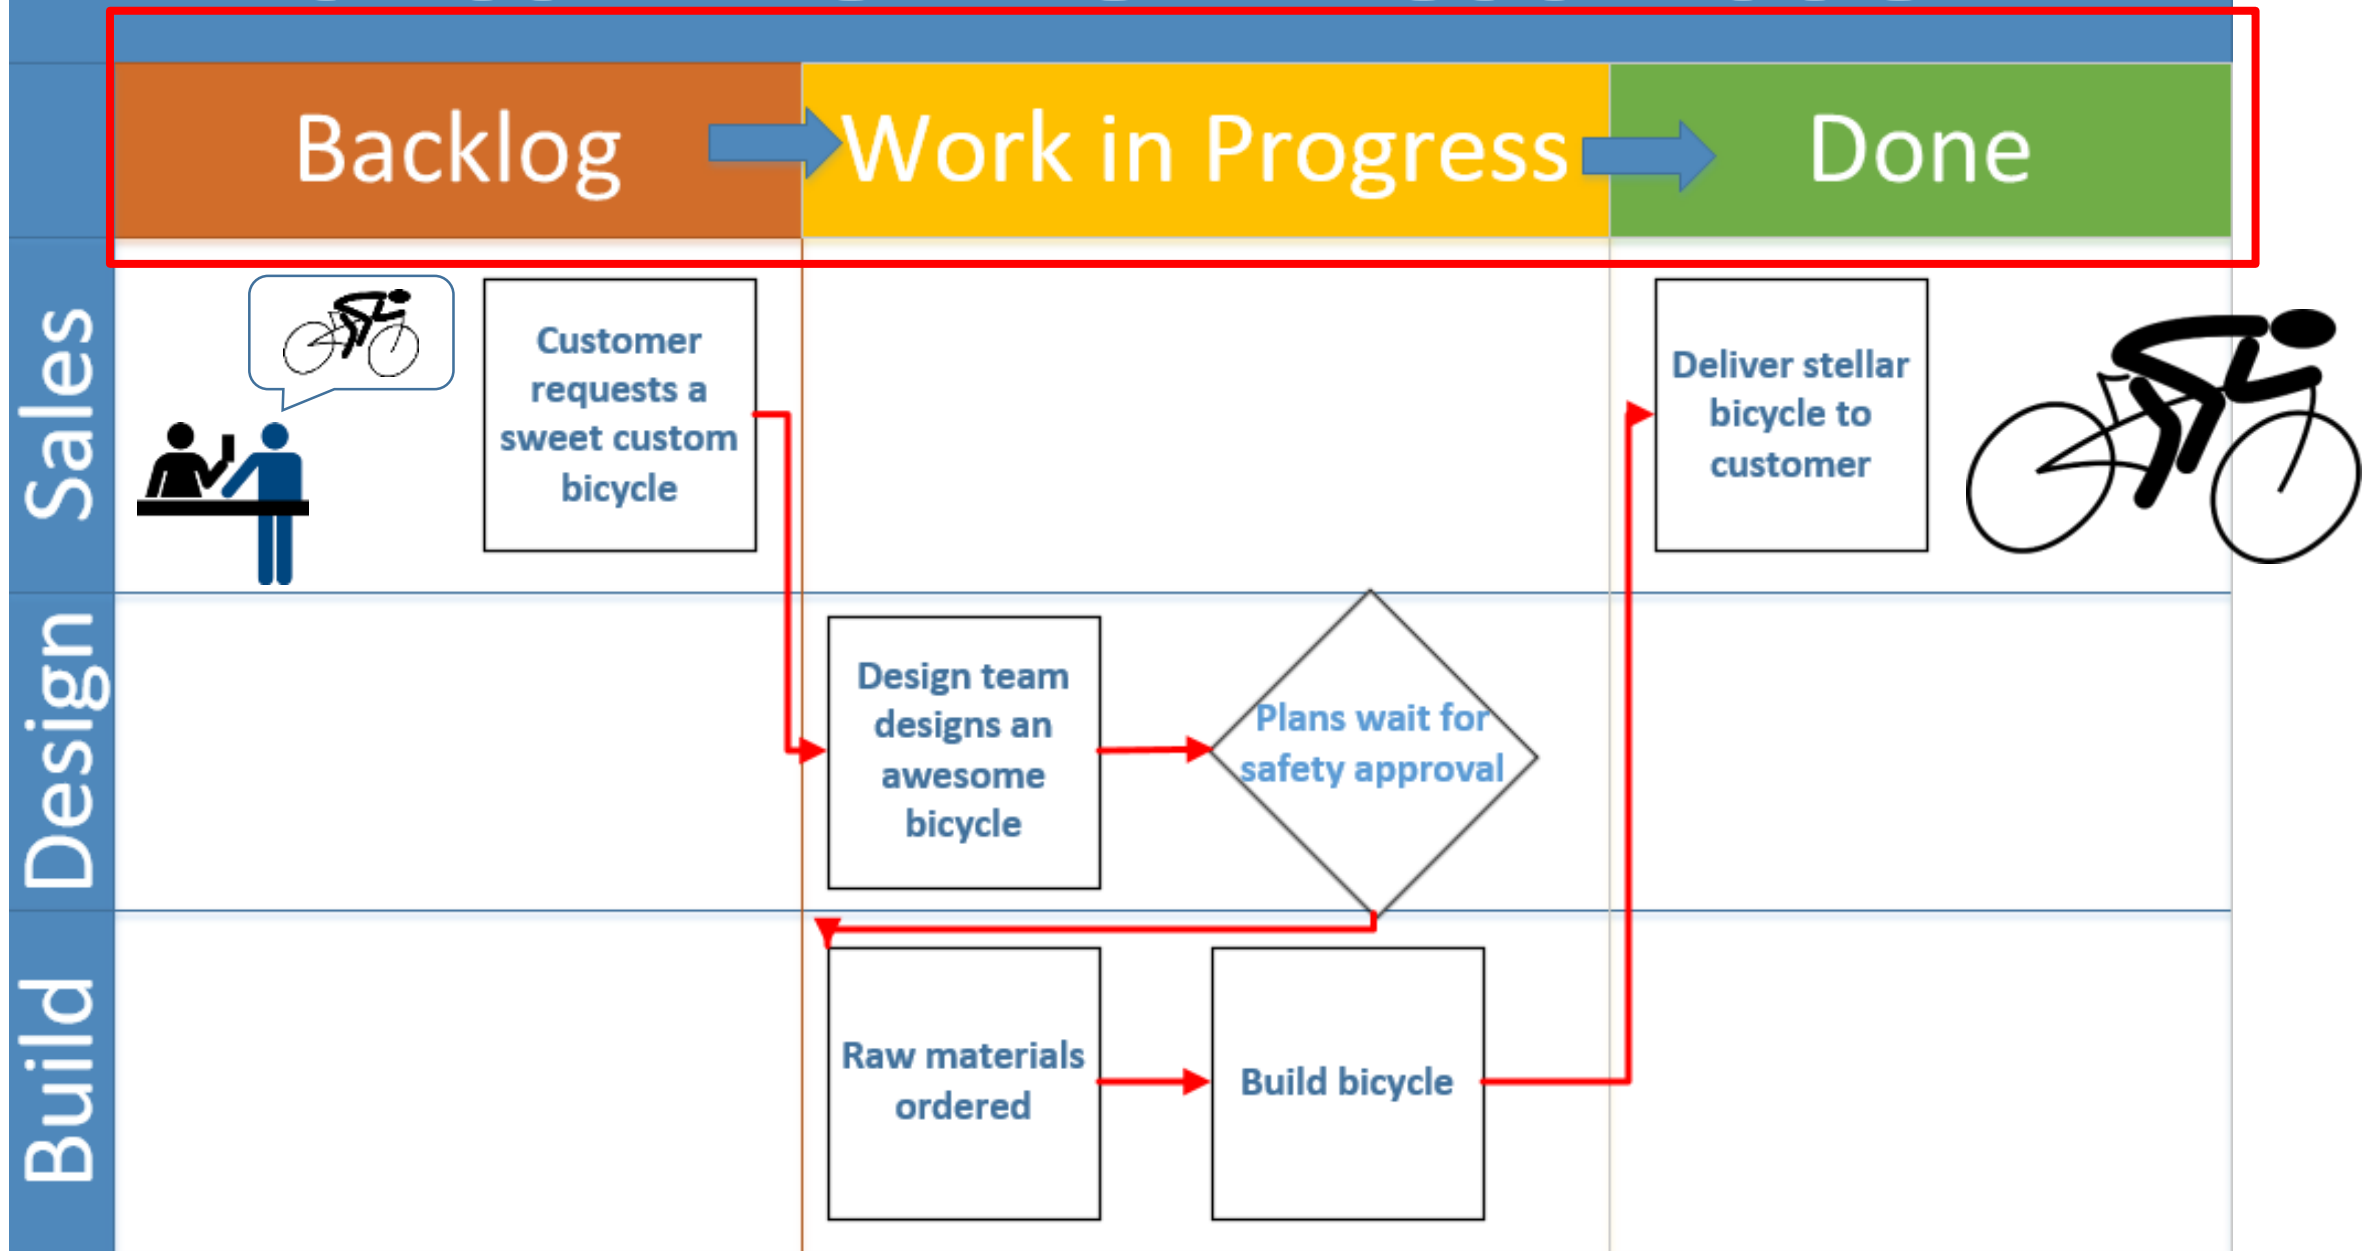 Backlog
Work in Progress
Done
Sales
Customer
requests a
sweet custom
bicycle
Deliver stellar
bicycle to
customer
Design
Design team
designs an
awesome
bicycle
Plans wait for
safety approval
Build
Raw materials
ordered
Build bicycle